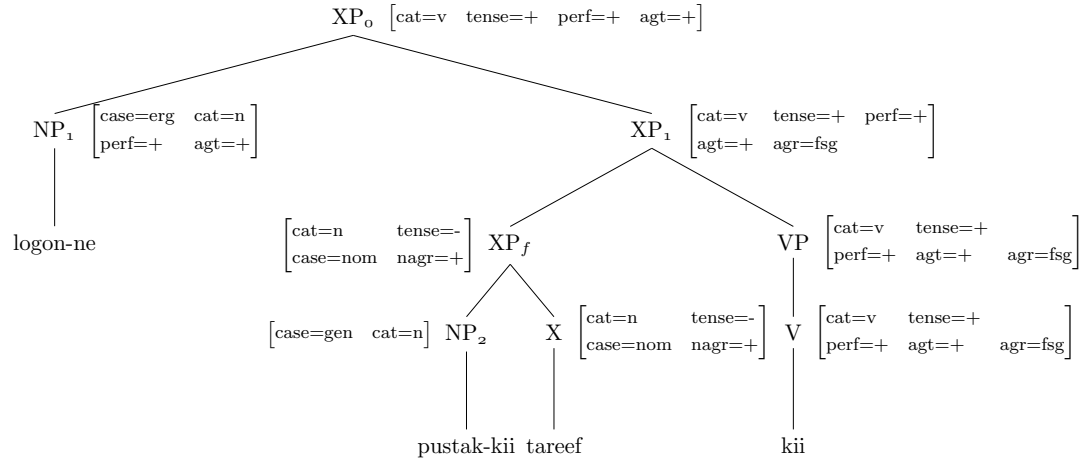 XP₀ [cat=v tense=+ perf=+ agt=+]
NP₁ [case=erg cat=n
perf=+ agt=+]
XP₁ [cat=v tense=+ perf=+
agt=+ agr=fsg]
logon-ne
[cat=n tense=-
case=nom nagr=+] XP_f
VP [cat=v tense=+
perf=+ agt=+ agr=fsg]
[case=gen cat=n] NP₂
X [cat=n tense=-
case=nom nagr=+]
V [cat=v tense=+
perf=+ agt=+ agr=fsg]
pustak-kii tareef kii